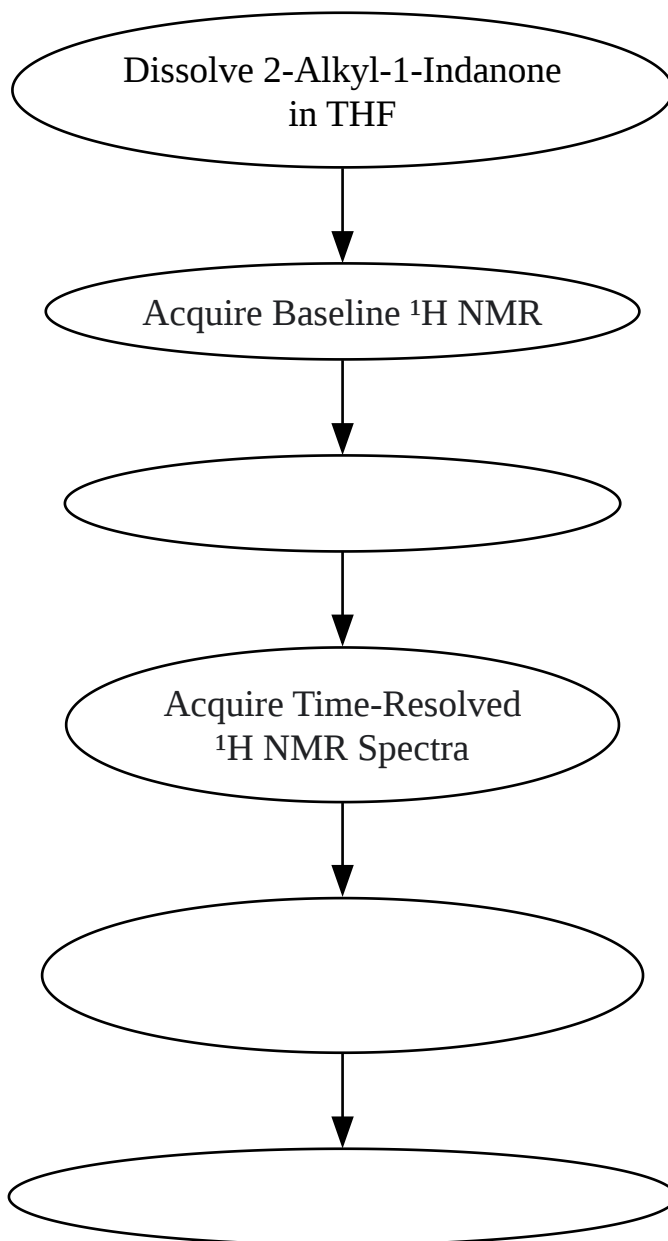 Dissolve 2-Alkyl-1-Indanone
in THF
Acquire Baseline ¹H NMR
Acquire Time-Resolved
¹H NMR Spectra